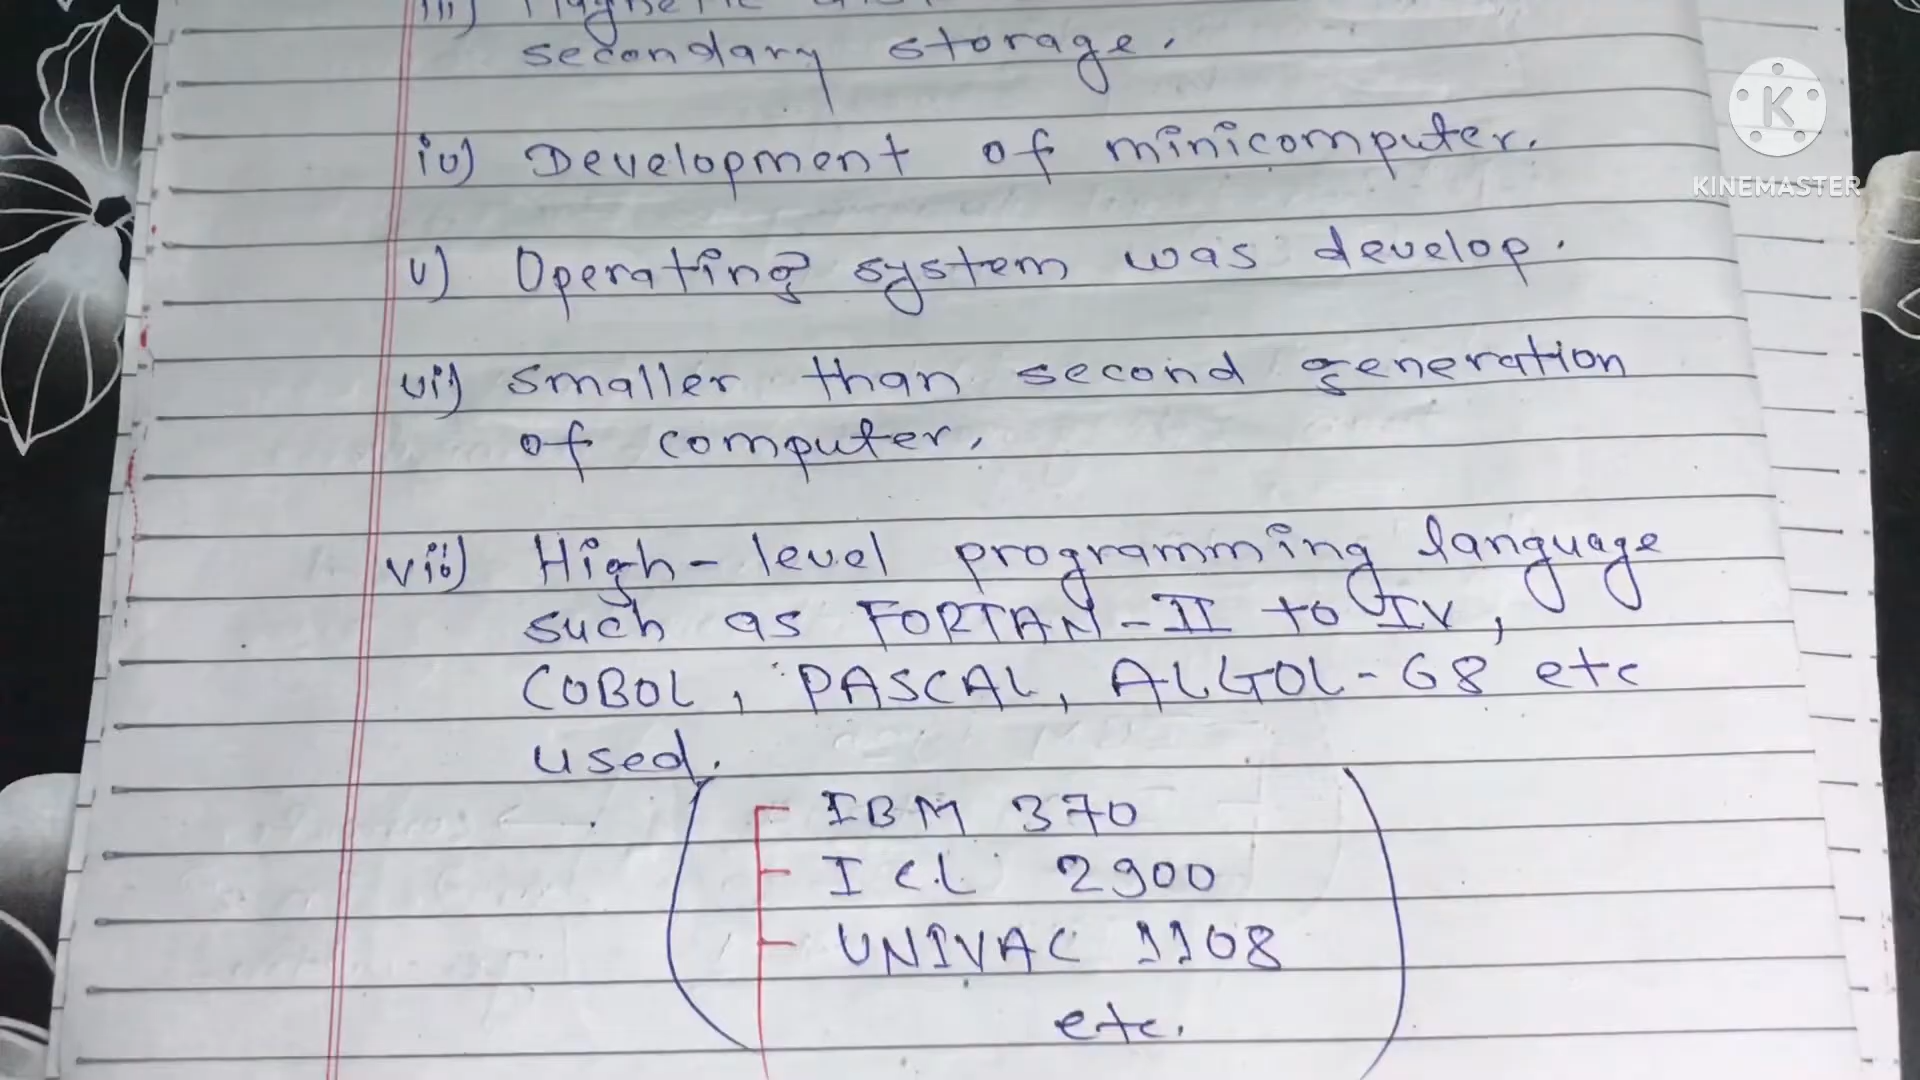 iii) Magnetic
secondary storage.
iv) Development of minicomputer.
v) Operating system was develop.
vi) smaller than second generation
of computer.
vii) High-level programming language
such as FORTAN-II to IV,
COBOL, PASCAL, ALGOL-68 etc
used.
IBM 370
ICL 2900
UNIVAC 1108
etc.
K
KINEMASTER